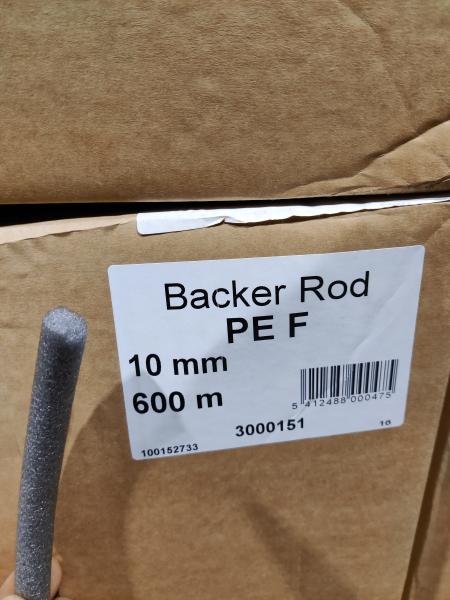 Backer Rod
PE F
10 mm
600 m
5 412488 000475
3000151
100152733
16